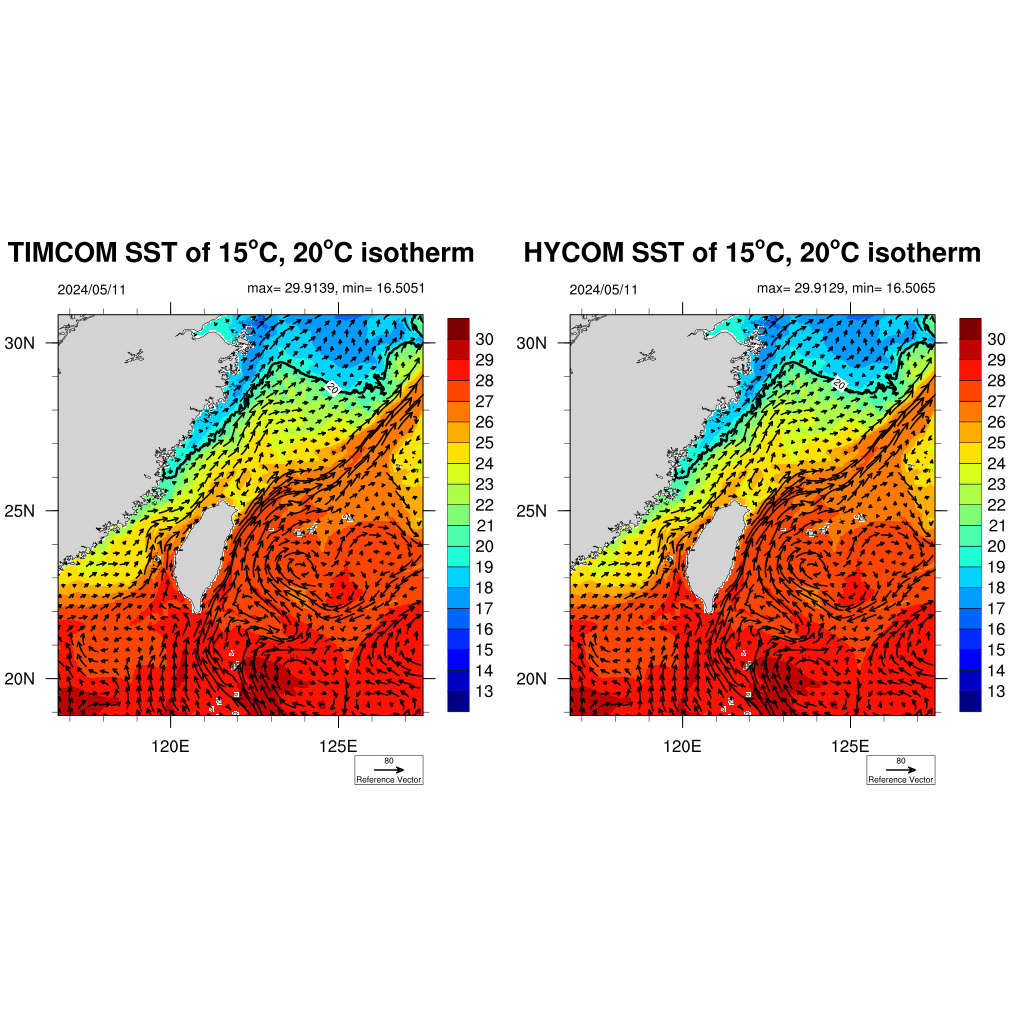 TIMCOM SST of 15°C, 20°C isotherm
2024/05/11
max= 29.9139, min= 16.5051
30N
25N
20N
120E
125E
20
30
29
28
27
26
25
24
23
22
21
20
19
18
17
16
15
14
13
80
Reference Vector
HYCOM SST of 15°C, 20°C isotherm
2024/05/11
max= 29.9129, min= 16.5065
30N
25N
20N
120E
125E
20
30
29
28
27
26
25
24
23
22
21
20
19
18
17
16
15
14
13
80
Reference Vector